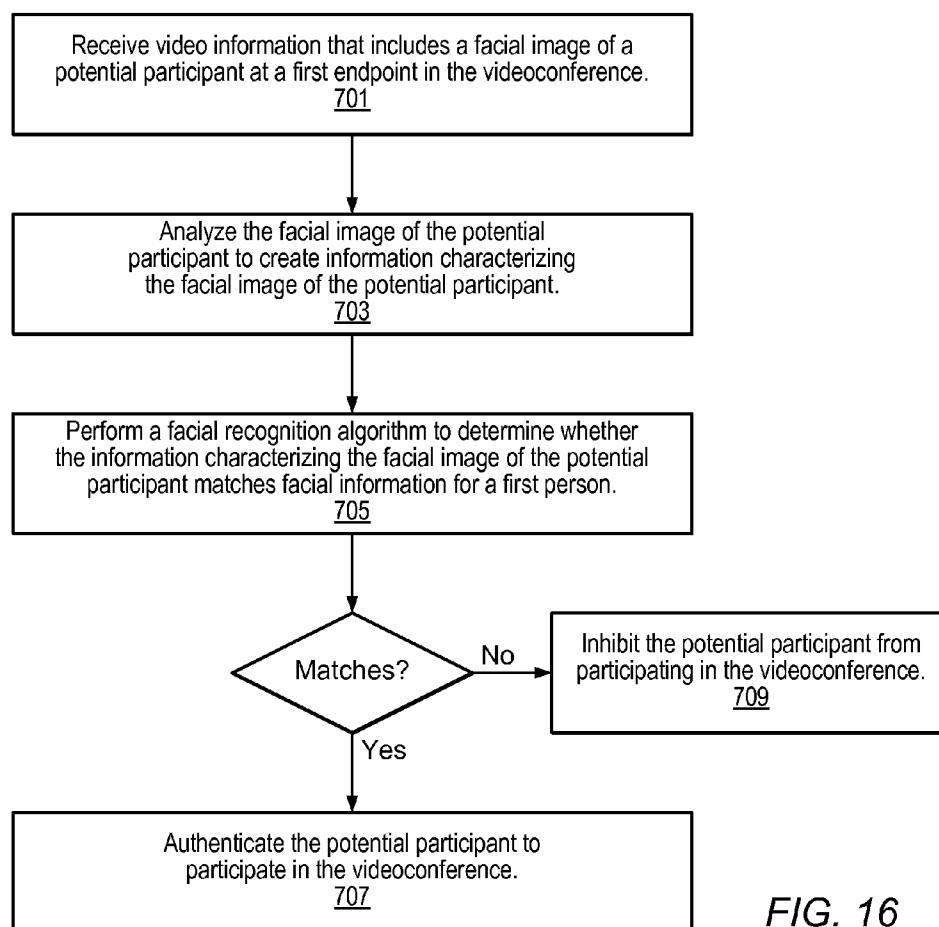 Receive video information that includes a facial image of a
potential participant at a first endpoint in the videoconference.
701
Analyze the facial image of the potential
participant to create information characterizing
the facial image of the potential participant.
703
Perform a facial recognition algorithm to determine whether
the information characterizing the facial image of the potential
participant matches facial information for a first person.
705
Matches?
No
Inhibit the potential participant from
participating in the videoconference.
709
Yes
Authenticate the potential participant to
participate in the videoconference.
707
FIG. 16